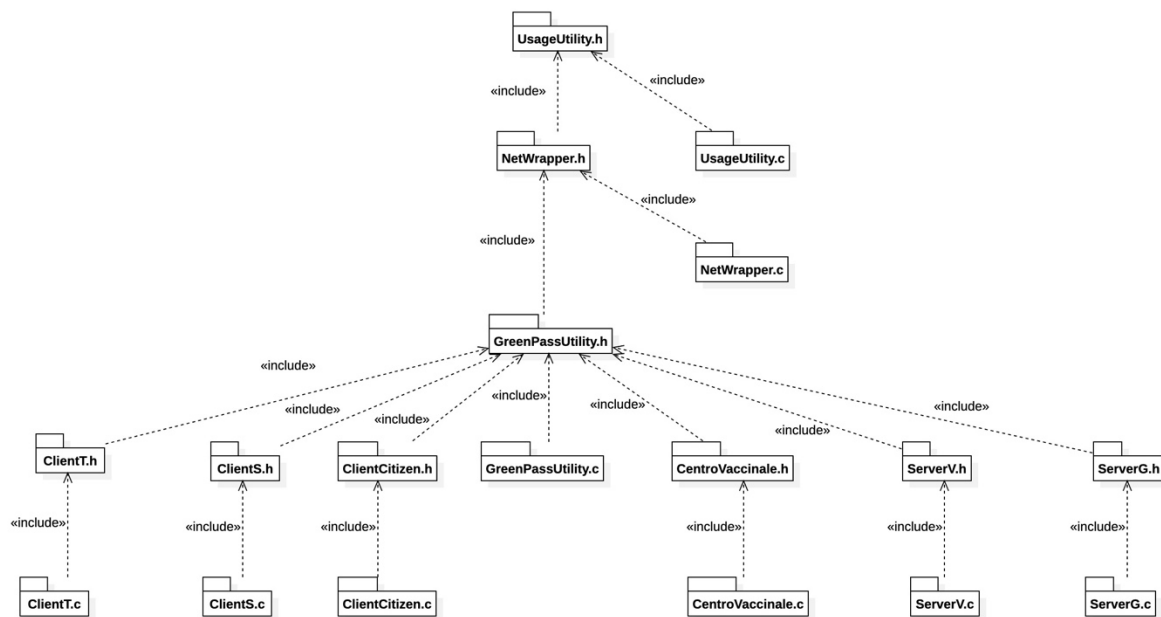 UsageUtility.h
«include»
«include»
NetWrapper.h
UsageUtility.c
«include»
«include»
NetWrapper.c
GreenPassUtility.h
«include»
«include»
«include»
«include»
«include»
«include»
«include»
ClientT.h
ClientS.h
ClientCitizen.h
GreenPassUtility.c
CentroVaccinale.h
ServerV.h
ServerG.h
«include»
«include»
«include»
«include»
«include»
«include»
ClientT.c
ClientS.c
ClientCitizen.c
CentroVaccinale.c
ServerV.c
ServerG.c